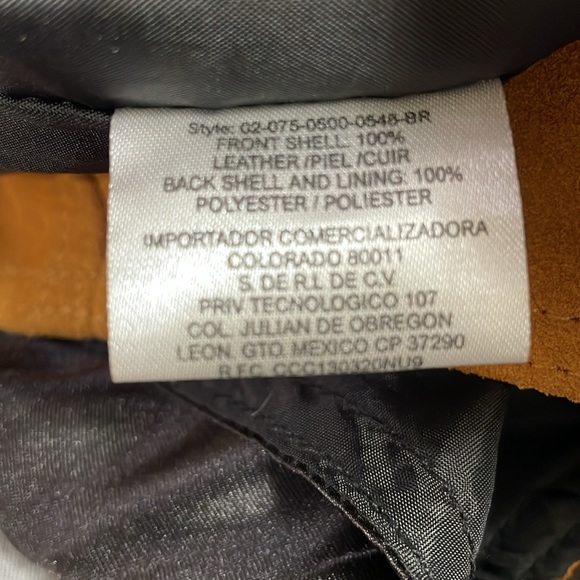 Style: 02-075-0500-0548-BR
FRONT SHELL: 100%
LEATHER /PIEL /CUIR
BACK SHELL AND LINING: 100%
POLYESTER / POLIESTER
IMPORTADOR COMERCIALIZADORA
COLORADO 80011
S. DE R.L DE C.V.
PRIV TECNOLOGICO 107
COL. JULIAN DE OBREGON
LEON. GTO. MEXICO CP 37290
R.F.C. CCC130320NU9